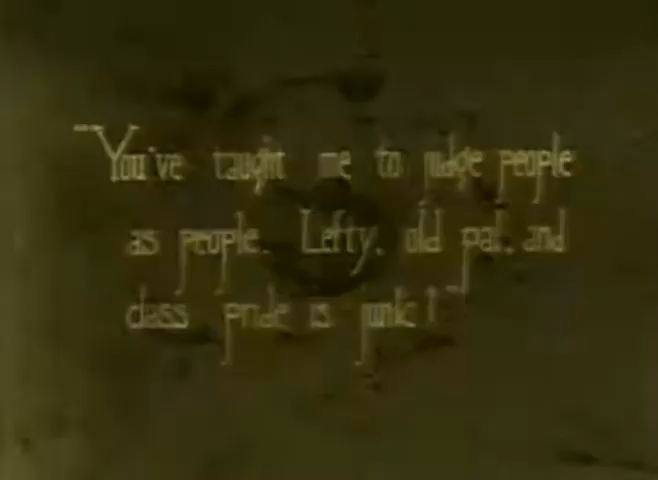 "You've taught me to judge people
as people, Lefty, old pal, and
class pride is junk!"